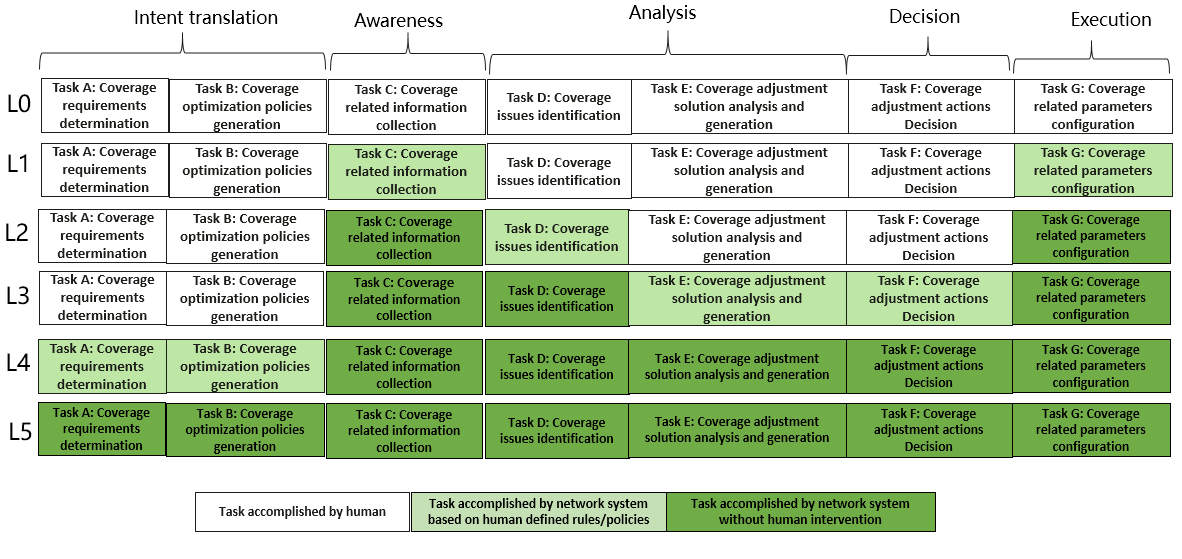 Intent translation
Awareness
Analysis
Decision
Execution
L0
Task A: Coverage
requirements
determination
Task B: Coverage
optimization policies
generation
Task C: Coverage
related information
collection
Task D: Coverage
issues identification
Task E: Coverage adjustment
solution analysis and
generation
Task F: Coverage
adjustment actions
Decision
Task G: Coverage
related parameters
configuration
L1
Task A: Coverage
requirements
determination
Task B: Coverage
optimization policies
generation
Task C: Coverage
related information
collection
Task D: Coverage
issues identification
Task E: Coverage adjustment
solution analysis and
generation
Task F: Coverage
adjustment actions
Decision
Task G: Coverage
related parameters
configuration
L2
Task A: Coverage
requirements
determination
Task B: Coverage
optimization policies
generation
Task C: Coverage
related information
collection
Task D: Coverage
issues identification
Task E: Coverage adjustment
solution analysis and
generation
Task F: Coverage
adjustment actions
Decision
Task G: Coverage
related parameters
configuration
L3
Task A: Coverage
requirements
determination
Task B: Coverage
optimization policies
generation
Task C: Coverage
related information
collection
Task D: Coverage
issues identification
Task E: Coverage adjustment
solution analysis and
generation
Task F: Coverage
adjustment actions
Decision
Task G: Coverage
related parameters
configuration
L4
Task A: Coverage
requirements
determination
Task B: Coverage
optimization policies
generation
Task C: Coverage
related information
collection
Task D: Coverage
issues identification
Task E: Coverage adjustment
solution analysis and generation
Task F: Coverage
adjustment actions
Decision
Task G: Coverage
related parameters
configuration
L5
Task A: Coverage
requirements
determination
Task B: Coverage
optimization policies
generation
Task C: Coverage
related information
collection
Task D: Coverage
issues identification
Task E: Coverage adjustment
solution analysis and generation
Task F: Coverage
adjustment actions
Decision
Task G: Coverage
related parameters
configuration
Task accomplished by human
Task accomplished by network system
based on human defined rules/policies
Task accomplished by network system
without human intervention